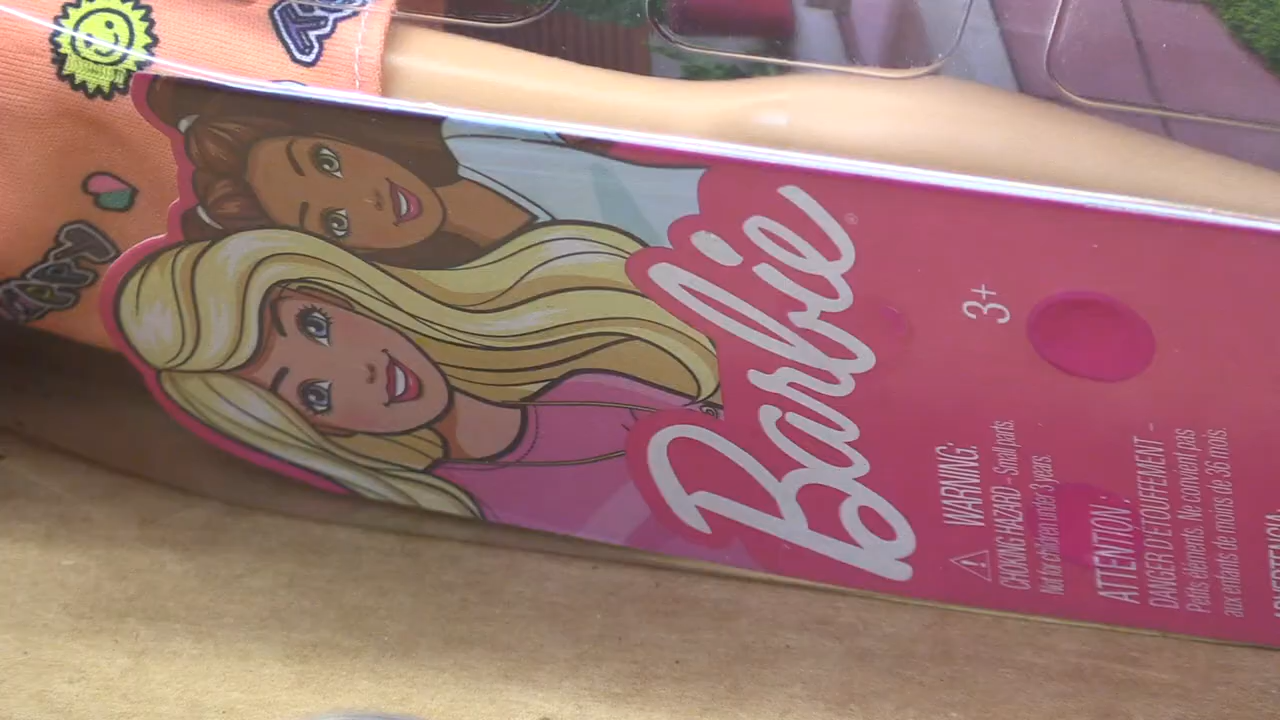 Barbie®
3+
WARNING:
CHOKING HAZARD - Small parts.
Not for children under 3 years.
ATTENTION :
DANGER D'ÉTOUFFEMENT -
Petits éléments. Ne convient pas
aux enfants de moins de 36 mois.